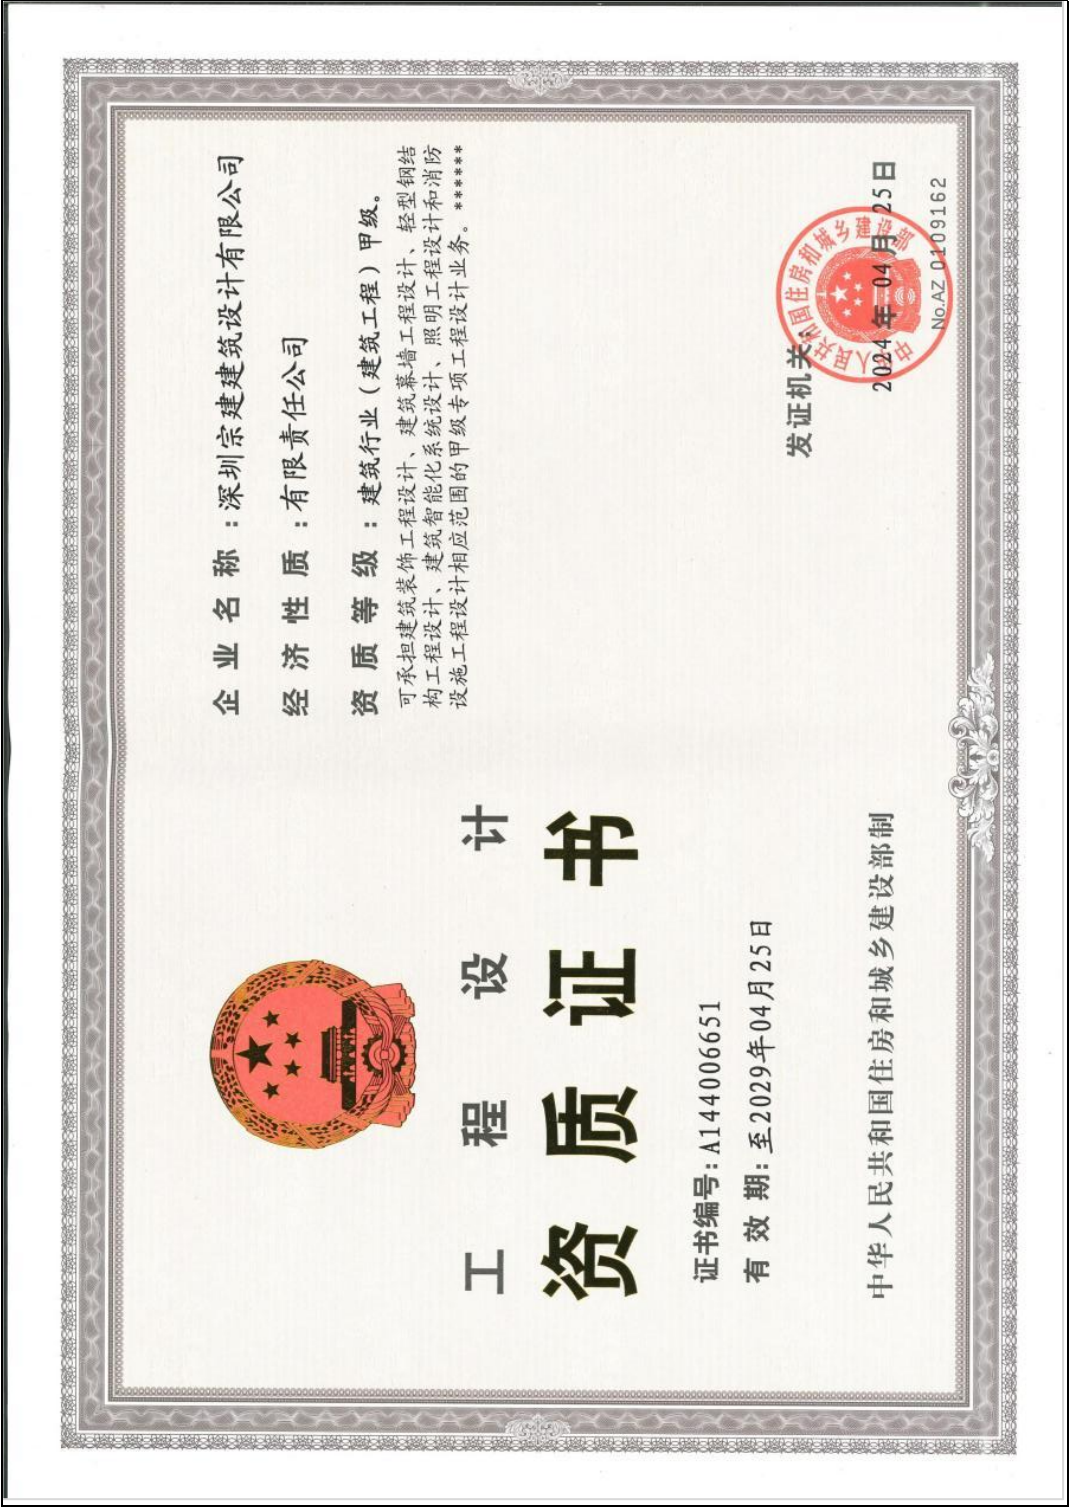 工程设计
资质证书
证书编号：A144006651
有 效 期：至2029年04月25日
中华人民共和国住房和城乡建设部制
企业名称：深圳宗建建筑设计有限公司
经济性质：有限责任公司
资质等级：建筑行业（建筑工程）甲级。
可承担建筑装饰工程设计、建筑幕墙工程设计、轻型钢结
构工程设计、建筑智能化系统设计、照明工程设计和消防
设施工程设计相应范围的甲级专项工程设计业务。******
发证机关：
中华人民共和国住房和城乡建设部
2024年04月25日
No.AZ 0109162